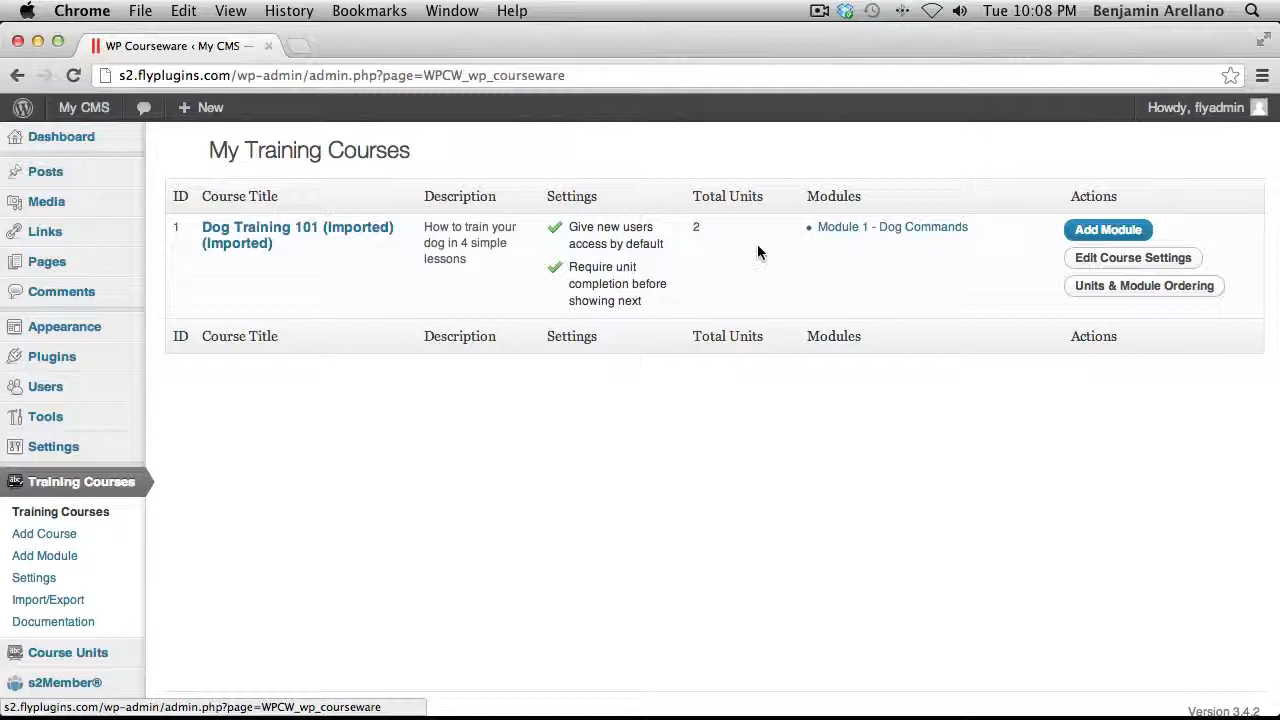 Chrome File Edit View History Bookmarks Window Help Tue 10:08 PM Benjamin Arellano
WP Courseware ‹ My CMS —
s2.flyplugins.com/wp-admin/admin.php?page=WPCW_wp_courseware
My CMS + New Howdy, flyadmin
Dashboard
Posts
Media
Links
Pages
Comments
Appearance
Plugins
Users
Tools
Settings
Training Courses
Training Courses
Add Course
Add Module
Settings
Import/Export
Documentation
Course Units
s2Member®
My Training Courses
ID Course Title Description Settings Total Units Modules Actions
1 Dog Training 101 (Imported)
(Imported)
How to train your
dog in 4 simple
lessons
Give new users
access by default
Require unit
completion before
showing next
2
• Module 1 - Dog Commands
Add Module
Edit Course Settings
Units & Module Ordering
ID Course Title Description Settings Total Units Modules Actions
s2.flyplugins.com/wp-admin/admin.php?page=WPCW_wp_courseware
Version 3.4.2